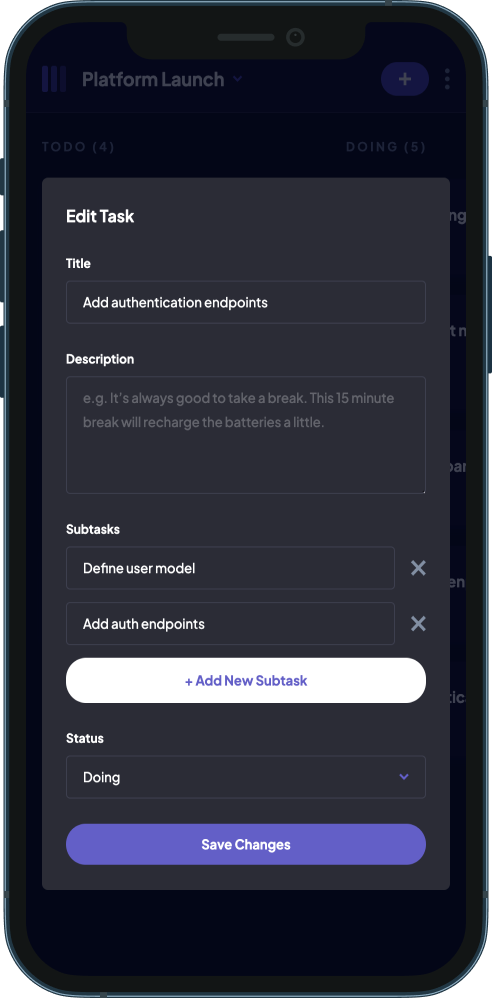 Platform Launch
+
TODO (4)
DOING (5)
Edit Task
Title
Add authentication endpoints
Description
e.g. It's always good to take a break. This 15 minute
break will recharge the batteries a little.
Subtasks
Define user model
Add auth endpoints
+ Add New Subtask
Status
Doing
Save Changes